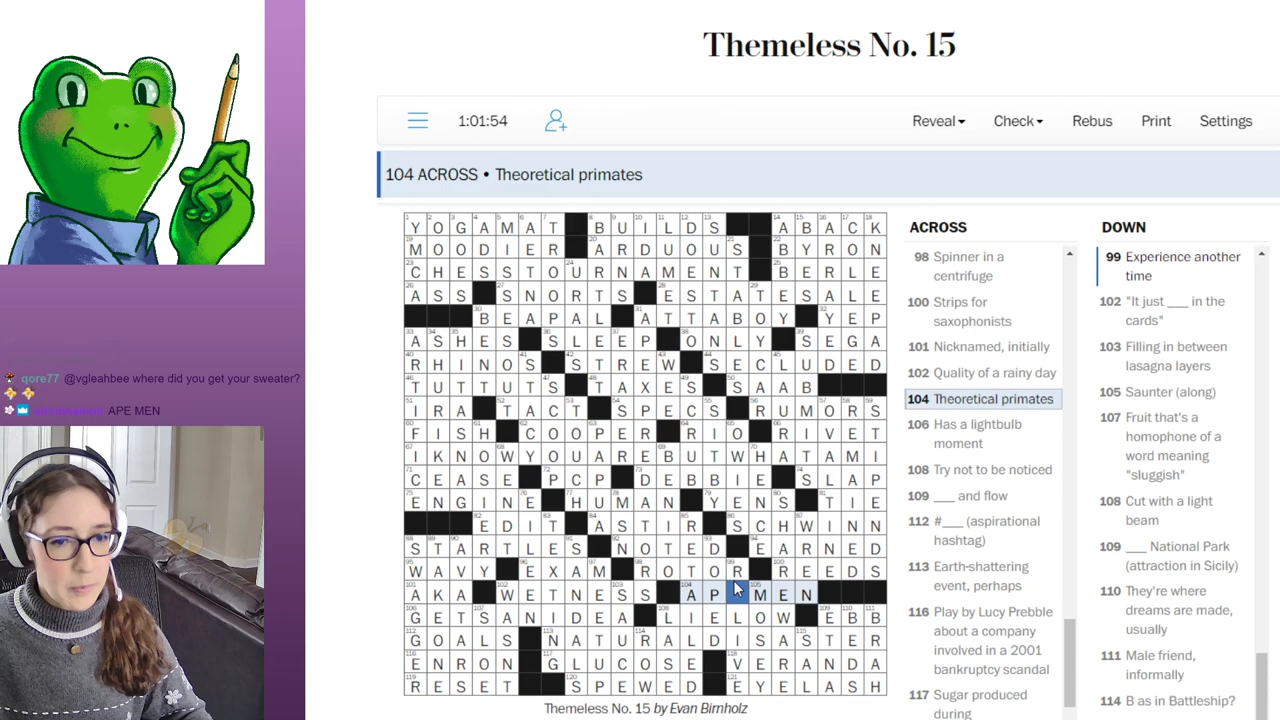 Themeless No. 15
1:01:54
Reveal
Check
Rebus
Print
Settings
104 ACROSS • Theoretical primates
ACROSS
98 Spinner in a
centrifuge
100 Strips for
saxophonists
101 Nicknamed, initially
102 Quality of a rainy day
104 Theoretical primates
106 Has a lightbulb
moment
108 Try not to be noticed
109 ___ and flow
112 #___ (aspirational
hashtag)
113 Earth-shattering
event, perhaps
116 Play by Lucy Prebble
about a company
involved in a 2001
bankruptcy scandal
117 Sugar produced
during
DOWN
99 Experience another
time
102 "It just ___ in the
cards"
103 Filling in between
lasagna layers
105 Saunter (along)
107 Fruit that's a
homophone of a
word meaning
"sluggish"
108 Cut with a light
beam
109 ___ National Park
(attraction in Sicily)
110 They're where
dreams are made,
usually
111 Male friend,
informally
114 B as in Battleship?
YOGAMAT BUILDS ABACK
MOODIER ARDUOUS BYRON
CHESSTOURNAMENT BERLE
ASS SNORTS ESTATESALE
BEAPAL ATTABOY YEP
ASHES SLEEP ONLY SEGA
RHINOS STREW SECLUDED
TUTTUTS TAXES SAAB
IRA TACT SPECS RUMORS
FISH COOPER RIO RIVET
IKNOWYOUAREBUTWHATAMI
CEASE PCP DEBBIE SLAP
ENGINE HUMAN YENS TIE
EDIT ASTIR SCHWINN
STARTLES NOTED EARNED
WAVY EXAM ROTOR REEDS
AKA WETNESS AP MEN
GETSANIDEA LIELOW EBB
GOALS NATURALDISASTER
ENRON GLUCOSE VERANDA
RESET SPEWED EYELASH
Themeless No. 15 by Evan Birnholz
qore77 @vgleahbee where did you get your sweater?
APE MEN